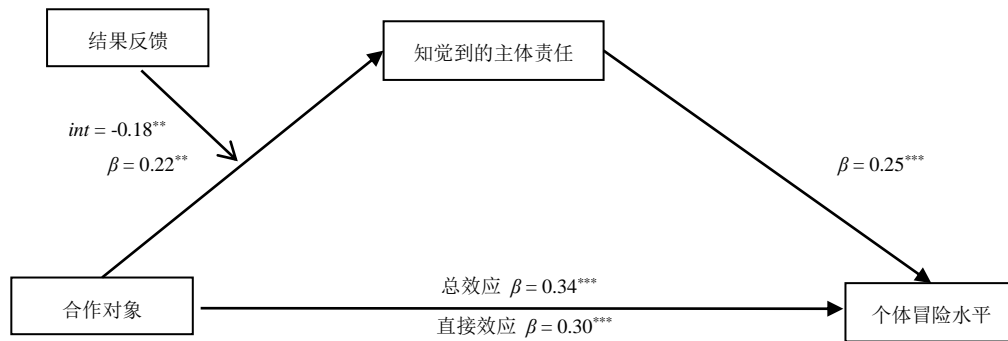 结果反馈
知觉到的主体责任
int = -0.18**
β = 0.22**
β = 0.25***
合作对象
总效应 β = 0.34***
直接效应 β = 0.30***
个体冒险水平